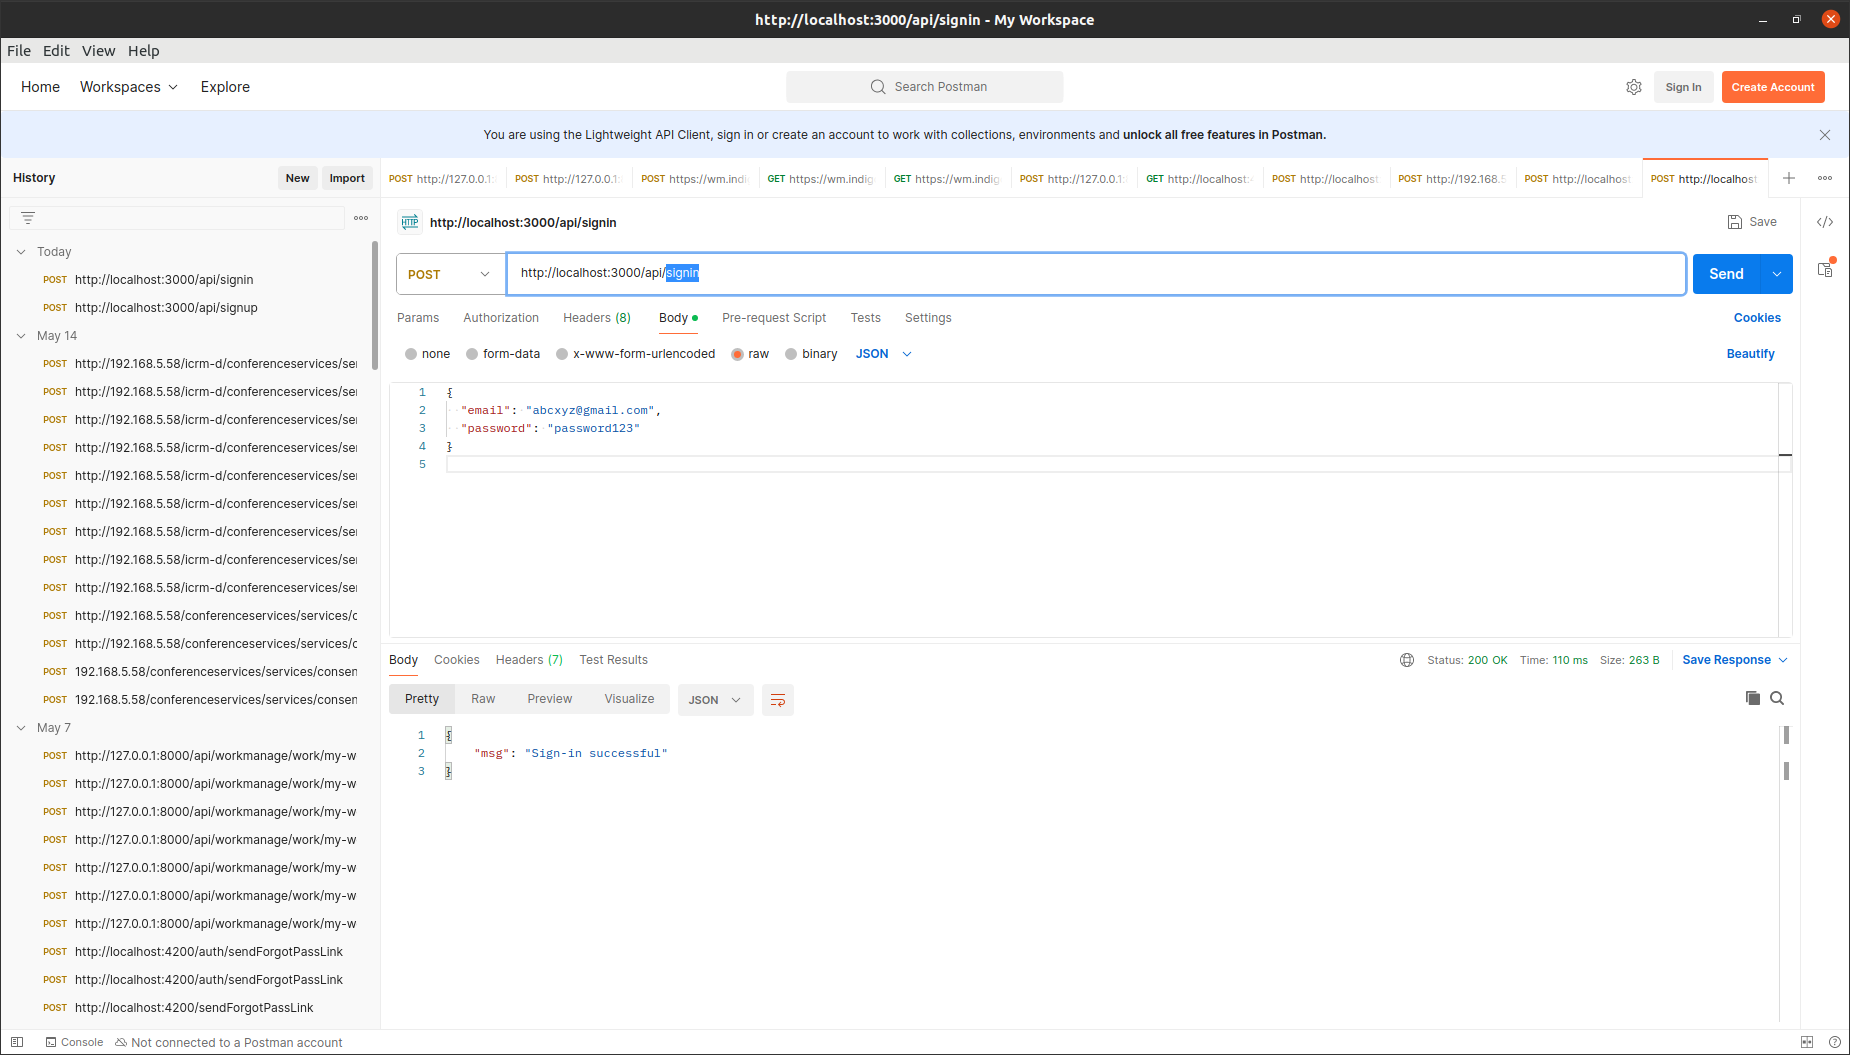 http://localhost:3000/api/signin - My Workspace
File Edit View Help
Home Workspaces Explore
Search Postman
Sign In
Create Account
You are using the Lightweight API Client, sign in or create an account to work with collections, environments and unlock all free features in Postman.
History
New
Import
POST http://127.0.0.1:
POST http://127.0.0.1:
POST https://wm.indi
GET https://wm.indig
GET https://wm.indig
POST http://127.0.0.1:
GET http://localhost:
POST http://localhost
POST http://192.168.5
POST http://localhost
POST http://localhost
Today
POST http://localhost:3000/api/signin
POST http://localhost:3000/api/signup
May 14
POST http://192.168.5.58/icrm-d/conferenceservices/se
POST http://192.168.5.58/icrm-d/conferenceservices/se
POST http://192.168.5.58/icrm-d/conferenceservices/se
POST http://192.168.5.58/icrm-d/conferenceservices/se
POST http://192.168.5.58/icrm-d/conferenceservices/se
POST http://192.168.5.58/icrm-d/conferenceservices/se
POST http://192.168.5.58/icrm-d/conferenceservices/se
POST http://192.168.5.58/icrm-d/conferenceservices/se
POST http://192.168.5.58/icrm-d/conferenceservices/se
POST http://192.168.5.58/conferenceservices/services/c
POST http://192.168.5.58/conferenceservices/services/c
POST 192.168.5.58/conferenceservices/services/consen
POST 192.168.5.58/conferenceservices/services/consen
May 7
POST http://127.0.0.1:8000/api/workmanage/work/my-w
POST http://127.0.0.1:8000/api/workmanage/work/my-w
POST http://127.0.0.1:8000/api/workmanage/work/my-w
POST http://127.0.0.1:8000/api/workmanage/work/my-w
POST http://127.0.0.1:8000/api/workmanage/work/my-w
POST http://127.0.0.1:8000/api/workmanage/work/my-w
POST http://127.0.0.1:8000/api/workmanage/work/my-w
POST http://localhost:4200/auth/sendForgotPassLink
POST http://localhost:4200/auth/sendForgotPassLink
POST http://localhost:4200/sendForgotPassLink
HTTP http://localhost:3000/api/signin
Save
</>
POST http://localhost:3000/api/signin
Send
Params Authorization Headers (8) Body Pre-request Script Tests Settings
Cookies
none form-data x-www-form-urlencoded raw binary JSON
Beautify
1 {
2 "email": "abcxyz@gmail.com",
3 "password": "password123"
4 }
5
Body Cookies Headers (7) Test Results
Status: 200 OK Time: 110 ms Size: 263 B
Save Response
Pretty Raw Preview Visualize JSON
1 {
2 "msg": "Sign-in successful"
3 }
Console
Not connected to a Postman account